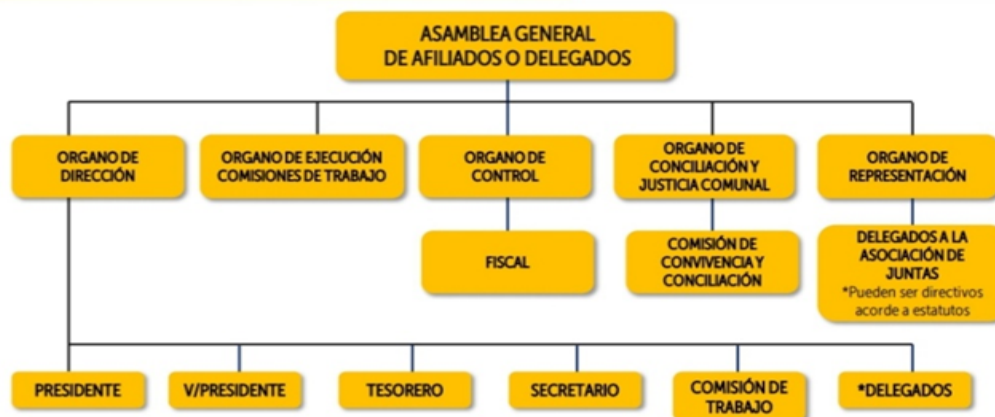 ASAMBLEA GENERAL
DE AFILIADOS O DELEGADOS
ORGANO DE
DIRECCIÓN
ORGANO DE EJECUCIÓN
COMISIONES DE TRABAJO
ORGANO DE
CONTROL
ORGANO DE
CONCILIACIÓN Y
JUSTICIA COMUNAL
ORGANO DE
REPRESENTACIÓN
FISCAL
COMISIÓN DE
CONVIVENCIA Y
CONCILIACIÓN
DELEGADOS A LA
ASOCIACIÓN DE
JUNTAS
*Pueden ser directivos
acorde a estatutos
PRESIDENTE
V/PRESIDENTE
TESORERO
SECRETARIO
COMISIÓN DE
TRABAJO
*DELEGADOS